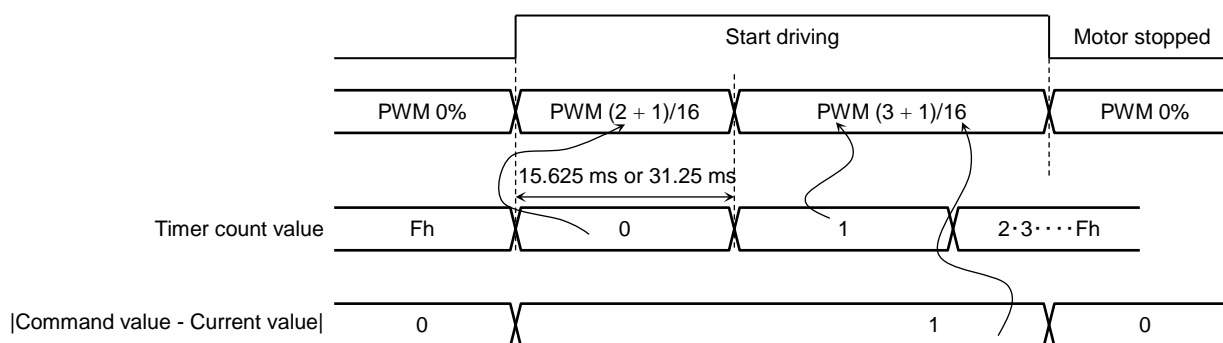 Start driving Motor stopped
PWM 0% PWM (2 + 1)/16 PWM (3 + 1)/16 PWM 0%
15.625 ms or 31.25 ms
Timer count value Fh 0 1 2･3････Fh
|Command value - Current value| 0 1 0